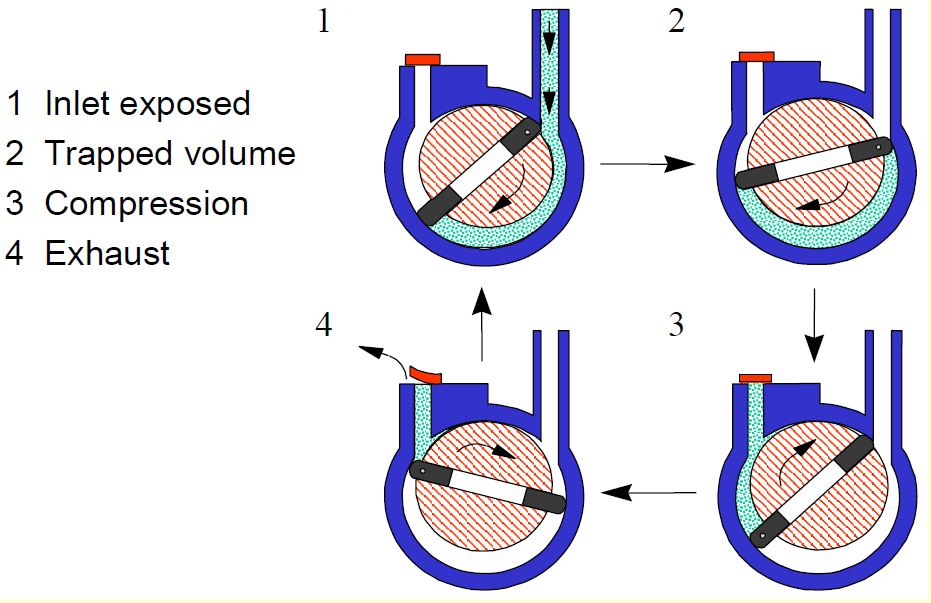 1 2
1 Inlet exposed
2 Trapped volume
3 Compression
4 Exhaust
4 3